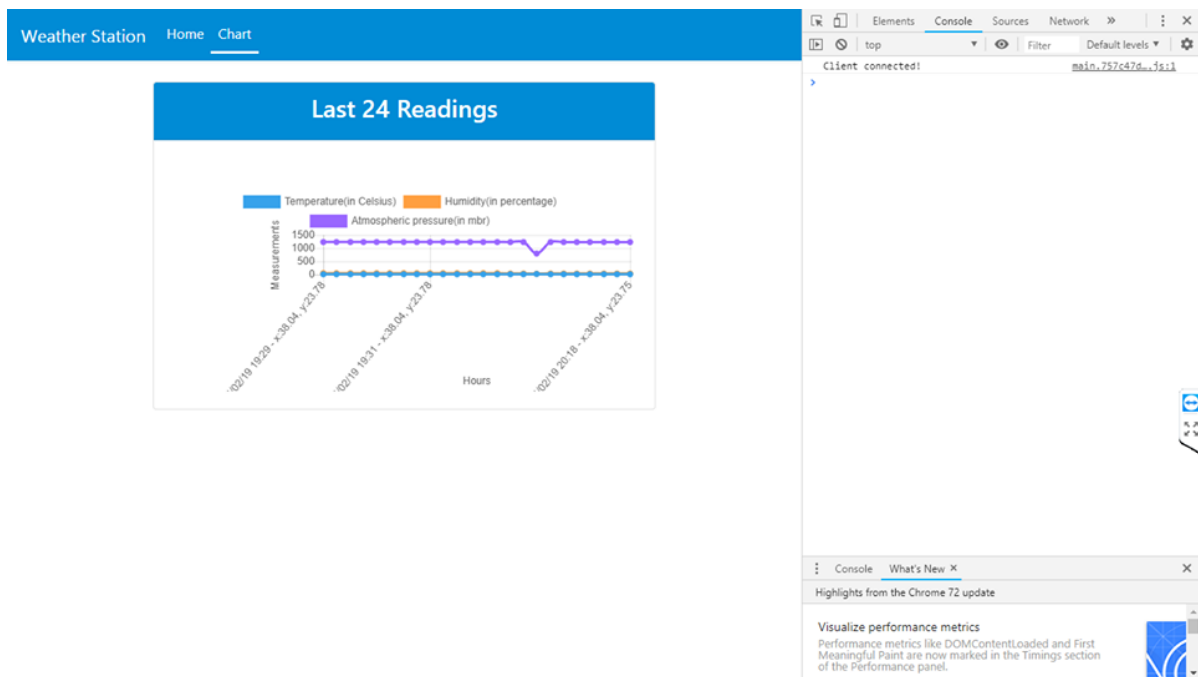 Weather Station Home Chart
Last 24 Readings
Temperature(in Celsius) Humidity(in percentage)
Atmospheric pressure(in mbr)
Measurements
1500
1000
500
0
/02/19 19:29 - x:38.04, y:23.78
/02/19 19:31 - x:38.04, y:23.78
/02/19 20:18 - x:38.04, y:23.75
Hours
Elements Console Sources Network »
top Filter Default levels
Client connected! main.757c47d….js:1
Console What's New
Highlights from the Chrome 72 update
Visualize performance metrics
Performance metrics like DOMContentLoaded and First
Meaningful Paint are now marked in the Timings section
of the Performance panel.